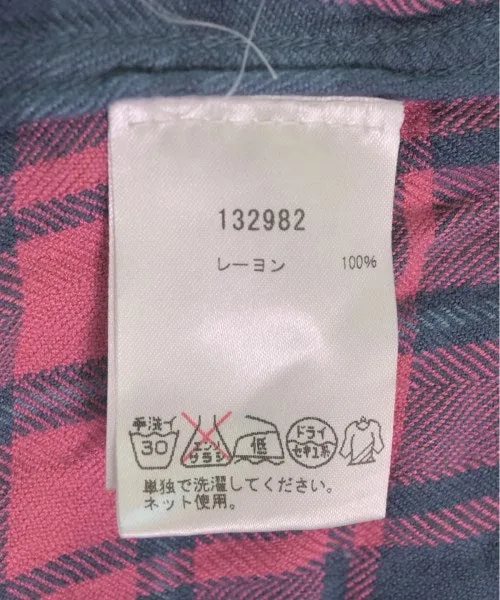 132982
レーヨン 100%
手洗イ
30
エンソ
サラシ
低
ドライ
セキユ系
単独で洗濯してください。
ネット使用。